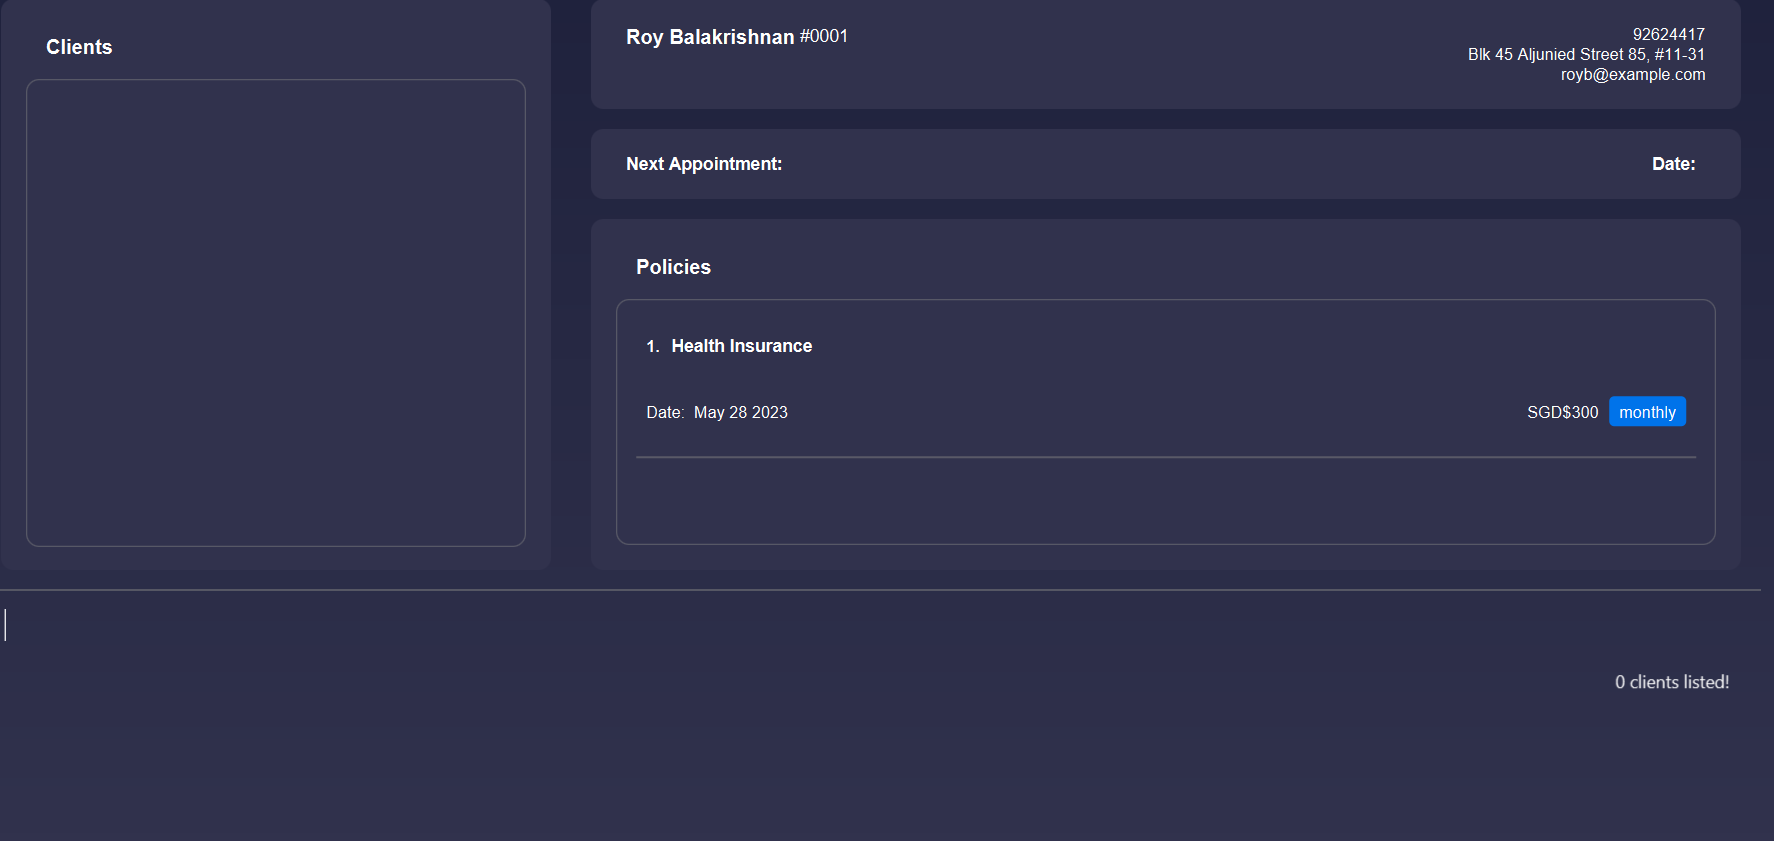 Clients
Roy Balakrishnan #0001
92624417
Blk 45 Aljunied Street 85, #11-31
royb@example.com
Next Appointment:
Date:
Policies
1. Health Insurance
Date: May 28 2023
SGD$300 monthly
0 clients listed!